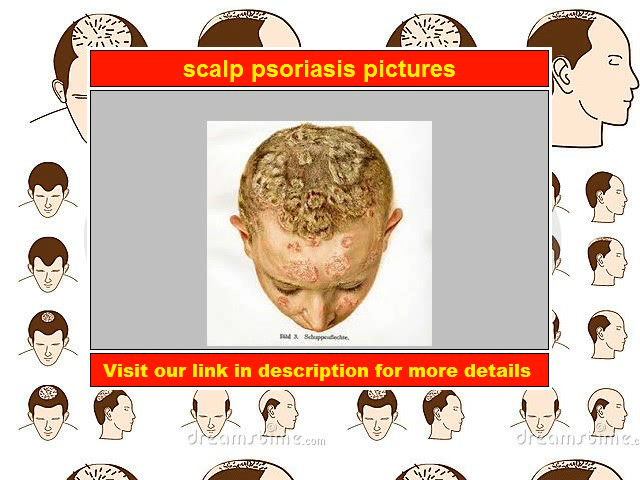 scalp psoriasis pictures
Bild 3. Schuppenflechte.
Visit our link in description for more details
dreamstime.com
dreamstime.com